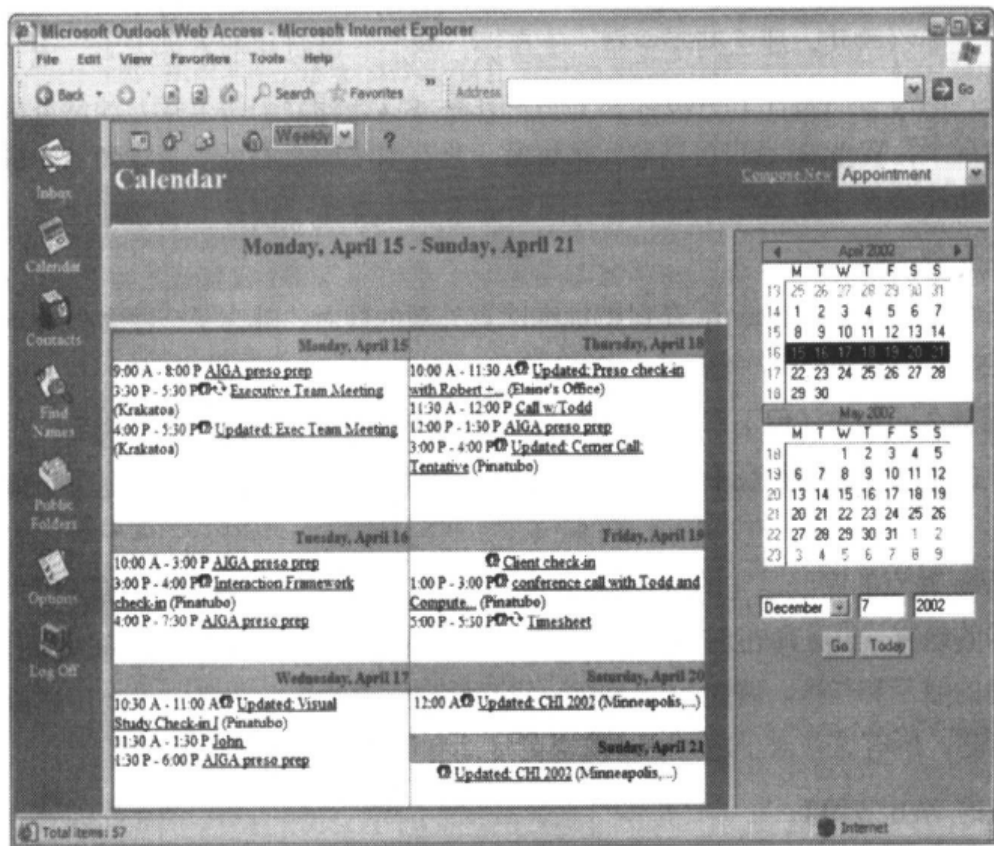 Microsoft Outlook Web Access - Microsoft Internet Explorer
File Edit View Favorites Tools Help
Back Search Favorites » Address Go
Weekly ?
Inbox
Calendar
Contacts
Find
Names
Public
Folders
Options
Log Off
Calendar
Compose New Appointment
Monday, April 15 - Sunday, April 21
Monday, April 15
9:00 A - 8:00 P AIGA preso prep
3:30 P - 5:30 P Executive Team Meeting
(Krakatoa)
4:00 P - 5:30 P Updated: Exec Team Meeting
(Krakatoa)
Tuesday, April 16
10:00 A - 3:00 P AIGA preso prep
3:00 P - 4:00 P Interaction Framework
check-in (Pinatubo)
4:00 P - 7:30 P AIGA preso prep
Wednesday, April 17
10:30 A - 11:00 A Updated: Visual
Study Check-in I (Pinatubo)
11:30 A - 1:30 P John
1:30 P - 6:00 P AIGA preso prep
Thursday, April 18
10:00 A - 11:30 A Updated: Preso check-in
with Robert +... (Elaine's Office)
11:30 A - 12:00 P Call w/Todd
12:00 P - 1:30 P AIGA preso prep
3:00 P - 4:00 P Updated: Cerner Call:
Tentative (Pinatubo)
Friday, April 19
Client check-in
1:00 P - 3:00 P conference call with Todd and
Compute... (Pinatubo)
5:00 P - 5:30 P Timesheet
Saturday, April 20
12:00 A Updated: CHI 2002 (Minneapolis,...)
Sunday, April 21
Updated: CHI 2002 (Minneapolis,...)
April 2002
M T W T F S S
13 25 26 27 28 29 30 31
14 1 2 3 4 5 6 7
15 8 9 10 11 12 13 14
16 15 16 17 18 19 20 21
17 22 23 24 25 26 27 28
18 29 30
May 2002
M T W T F S S
18 1 2 3 4 5
19 6 7 8 9 10 11 12
20 13 14 15 16 17 18 19
21 20 21 22 23 24 25 26
22 27 28 29 30 31 1 2
23 3 4 5 6 7 8 9
December 7 2002
Go Today
Total items: 57
Internet